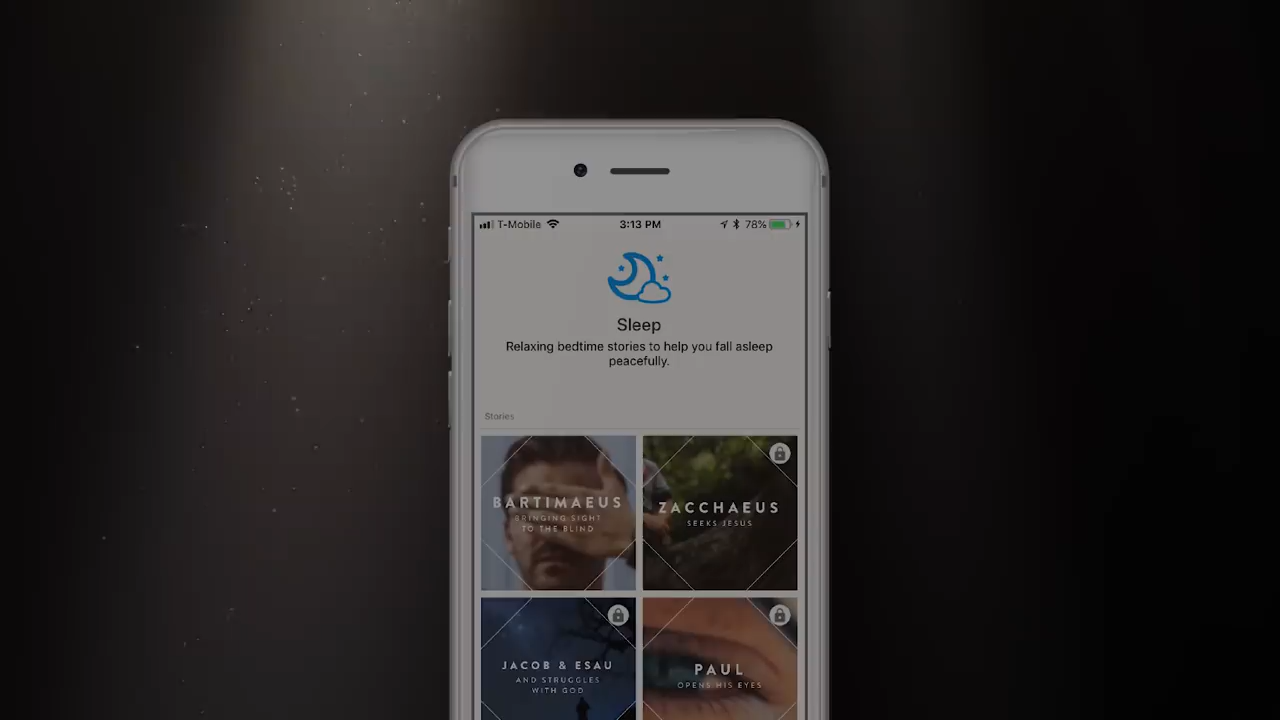 T-Mobile 3:13 PM 78%
Sleep
Relaxing bedtime stories to help you fall asleep
peacefully.
Stories
BARTIMAEUS
BRINGING SIGHT
TO THE BLIND
ZACCHAEUS
SEEKS JESUS
JACOB & ESAU
AND STRUGGLES
WITH GOD
PAUL
OPENS HIS EYES